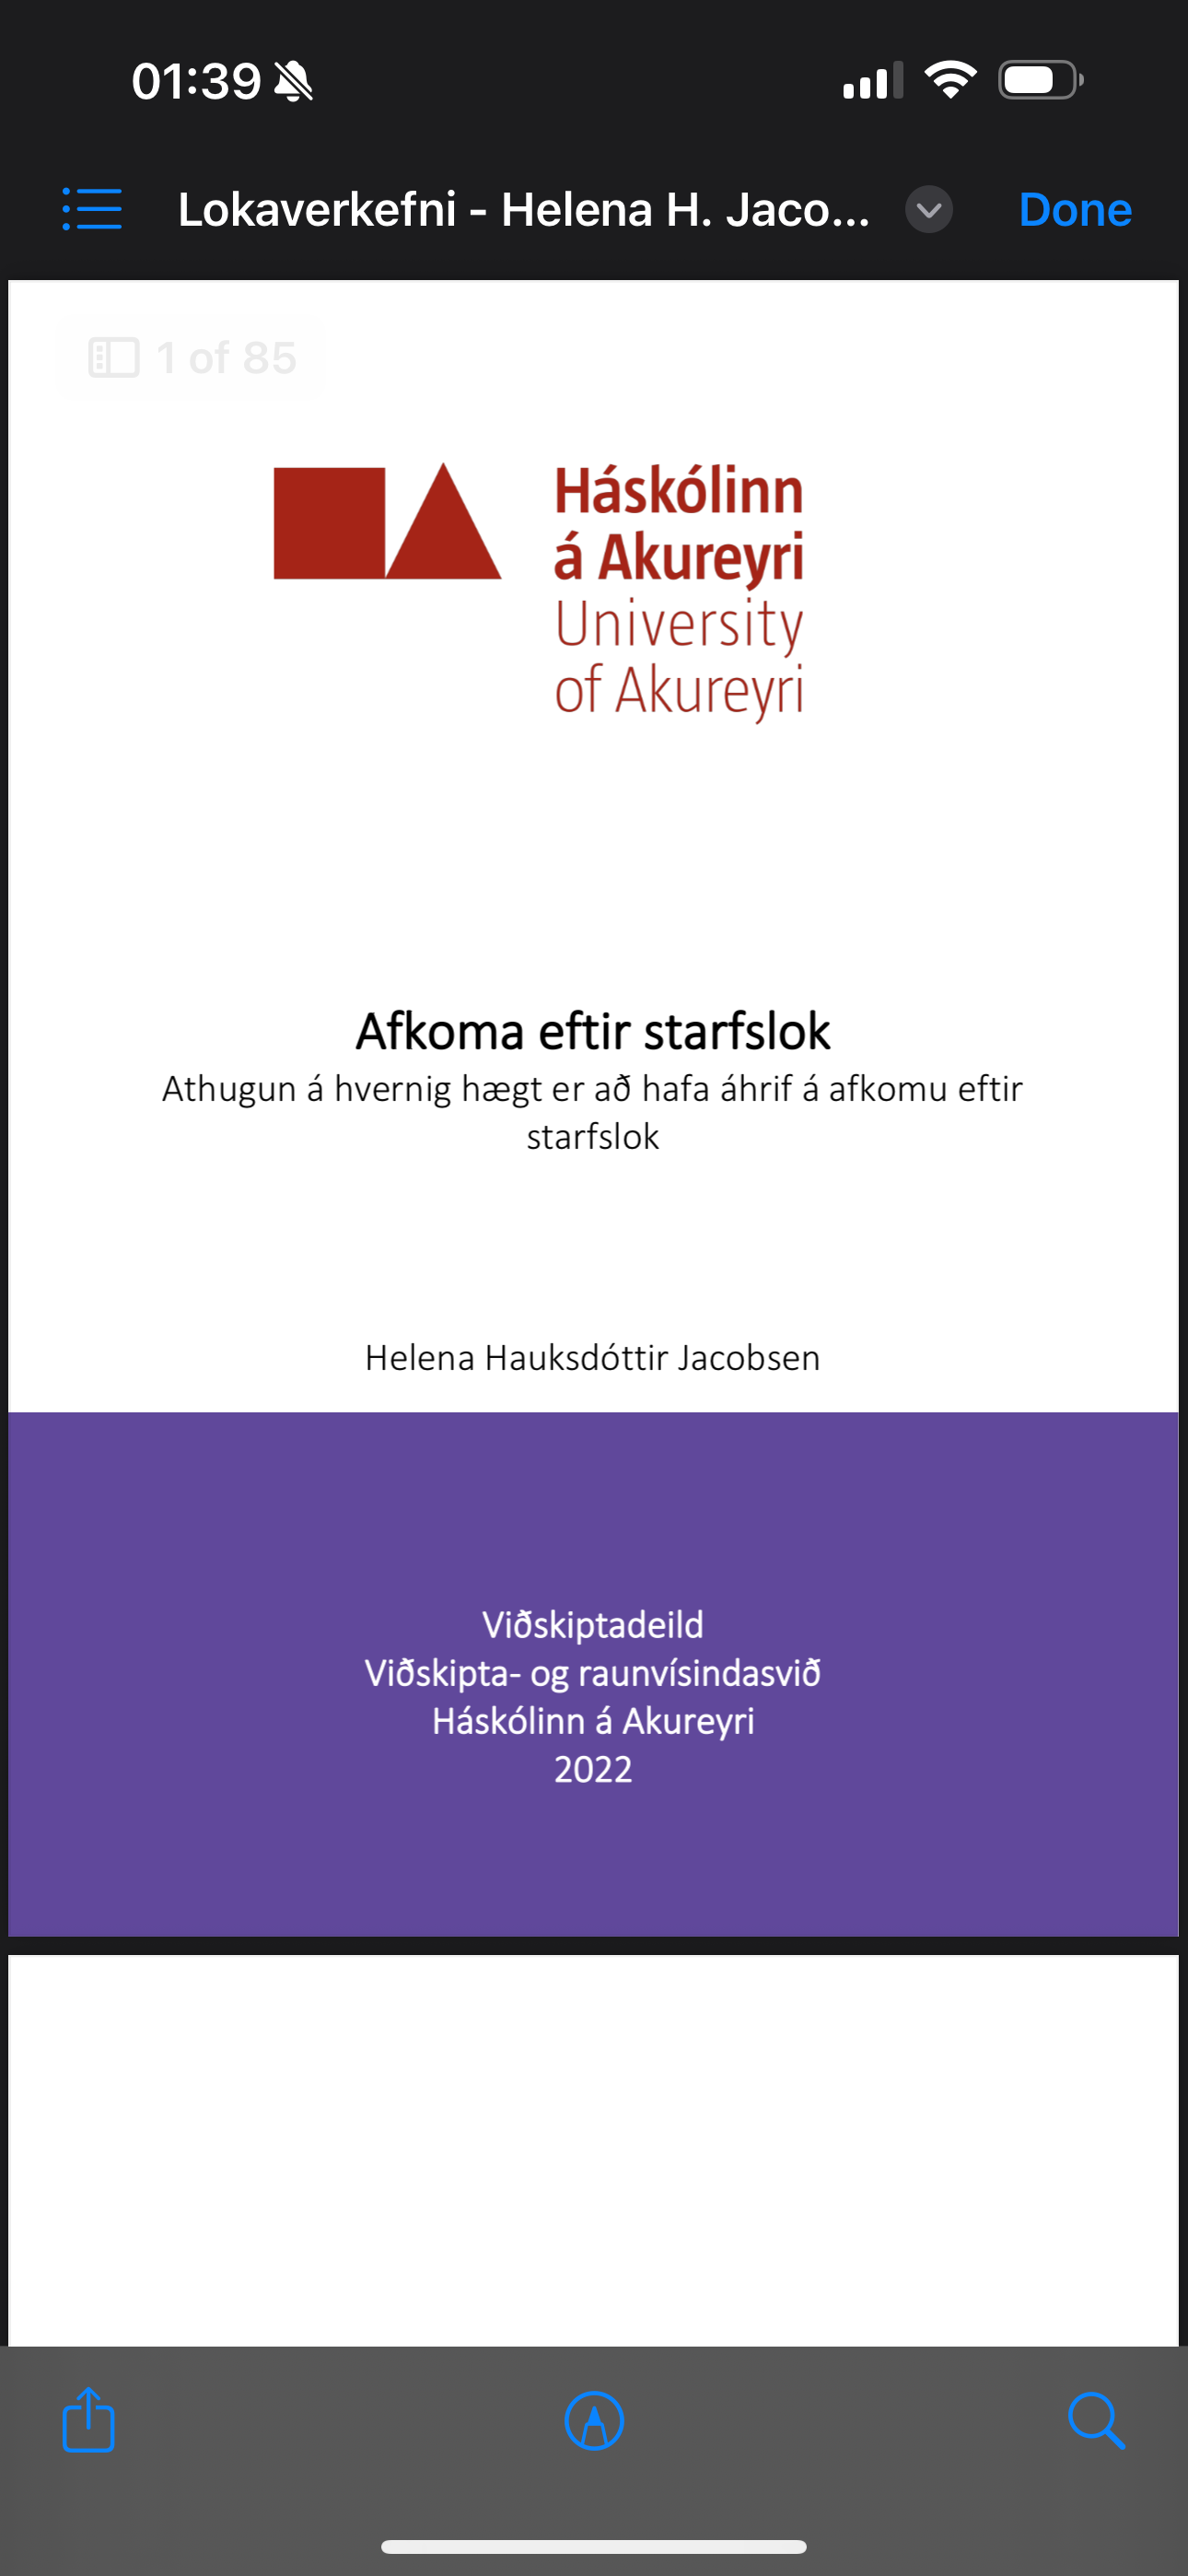 01:39
Lokaverkefni - Helena H. Jaco...
Done
1 of 85
Háskólinn
á Akureyri
University
of Akureyri
Afkoma eftir starfslok
Athugun á hvernig hægt er að hafa áhrif á afkomu eftir
starfslok
Helena Hauksdóttir Jacobsen
Viðskiptadeild
Viðskipta- og raunvísindasvið
Háskólinn á Akureyri
2022